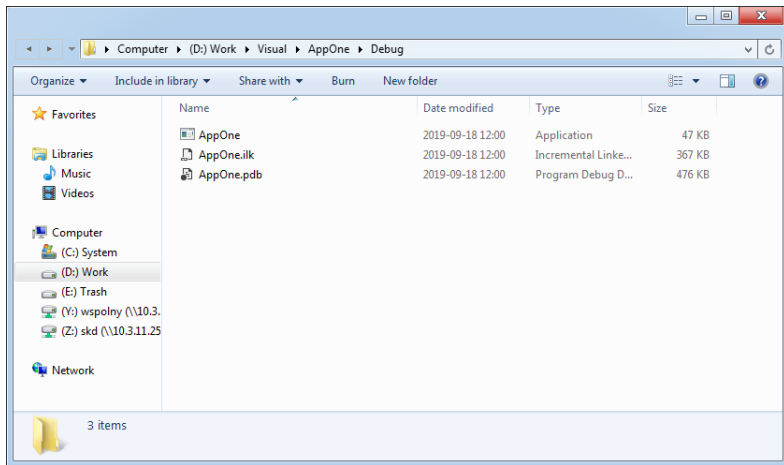 Computer (D:) Work Visual AppOne Debug
Organize Include in library Share with Burn New folder
Favorites
Libraries
Music
Videos
Computer
(C:) System
(D:) Work
(E:) Trash
(Y:) wspolny (\\10.3.
(Z:) skd (\\10.3.11.25
Network
Name Date modified Type Size
AppOne 2019-09-18 12:00 Application 47 KB
AppOne.ilk 2019-09-18 12:00 Incremental Linke... 367 KB
AppOne.pdb 2019-09-18 12:00 Program Debug D... 476 KB
3 items